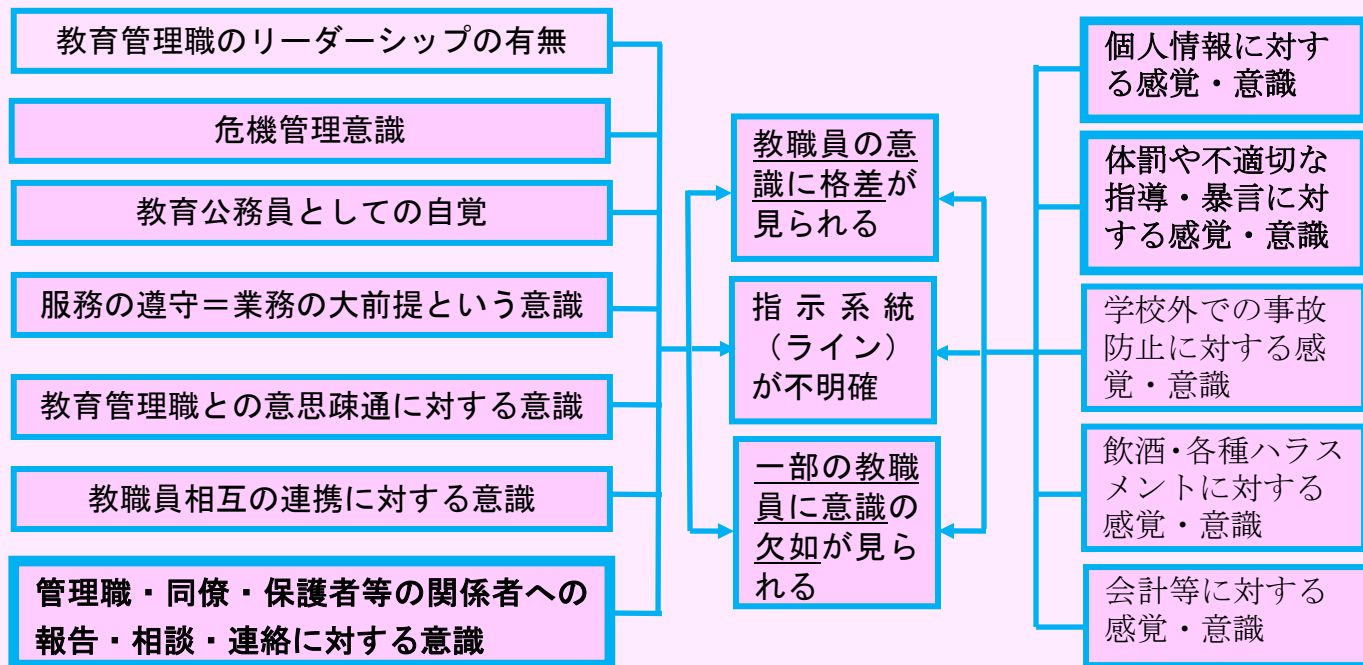 教育管理職のリーダーシップの有無
危機管理意識
教育公務員としての自覚
服務の遵守＝業務の大前提という意識
教育管理職との意思疎通に対する意識
教職員相互の連携に対する意識
管理職・同僚・保護者等の関係者への
報告・相談・連絡に対する意識
教職員の意
識に格差が
見られる
指示系統
（ライン）
が不明確
一部の教職
員に意識の
欠如が見ら
れる
個人情報に対す
る感覚・意識
体罰や不適切な
指導・暴言に対
する感覚・意識
学校外での事故
防止に対する感
覚・意識
飲酒・各種ハラス
メントに対する
感覚・意識
会計等に対する
感覚・意識